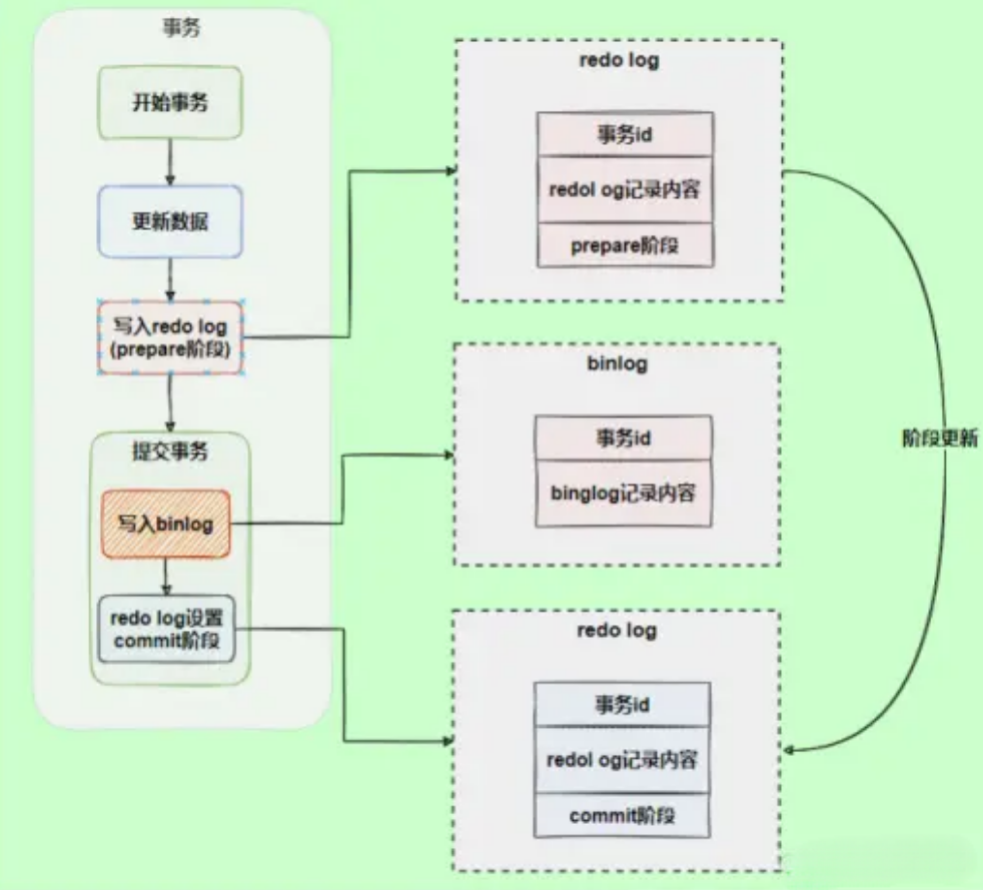 事务
开始事务
更新数据
写入redo log
(prepare阶段)
提交事务
写入binlog
redo log设置
commit阶段
redo log
事务id
redol og记录内容
prepare阶段
binlog
事务id
binglog记录内容
redo log
事务id
redol og记录内容
commit阶段
阶段更新